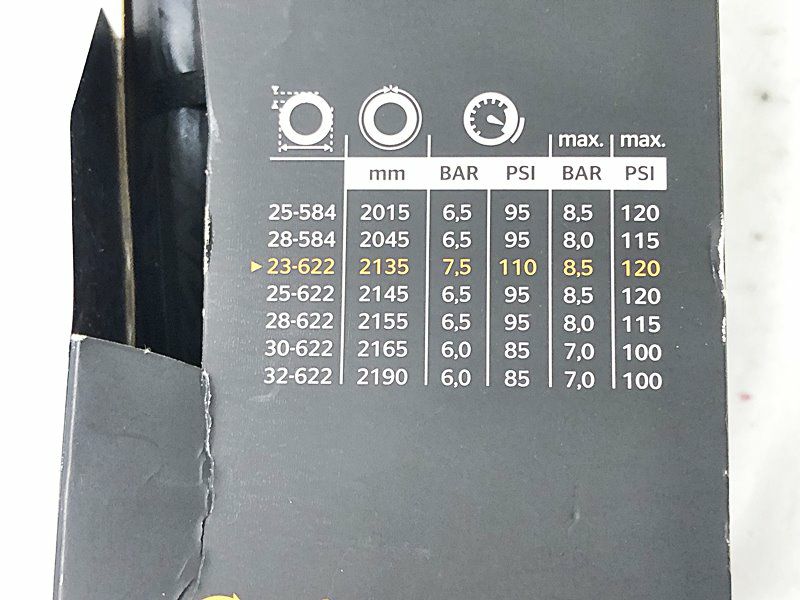 max. max.
mm BAR PSI BAR PSI
25-584 2015 6,5 95 8,5 120
28-584 2045 6,5 95 8,0 115
►23-622 2135 7,5 110 8,5 120
25-622 2145 6,5 95 8,5 120
28-622 2155 6,5 95 8,0 115
30-622 2165 6,0 85 7,0 100
32-622 2190 6,0 85 7,0 100